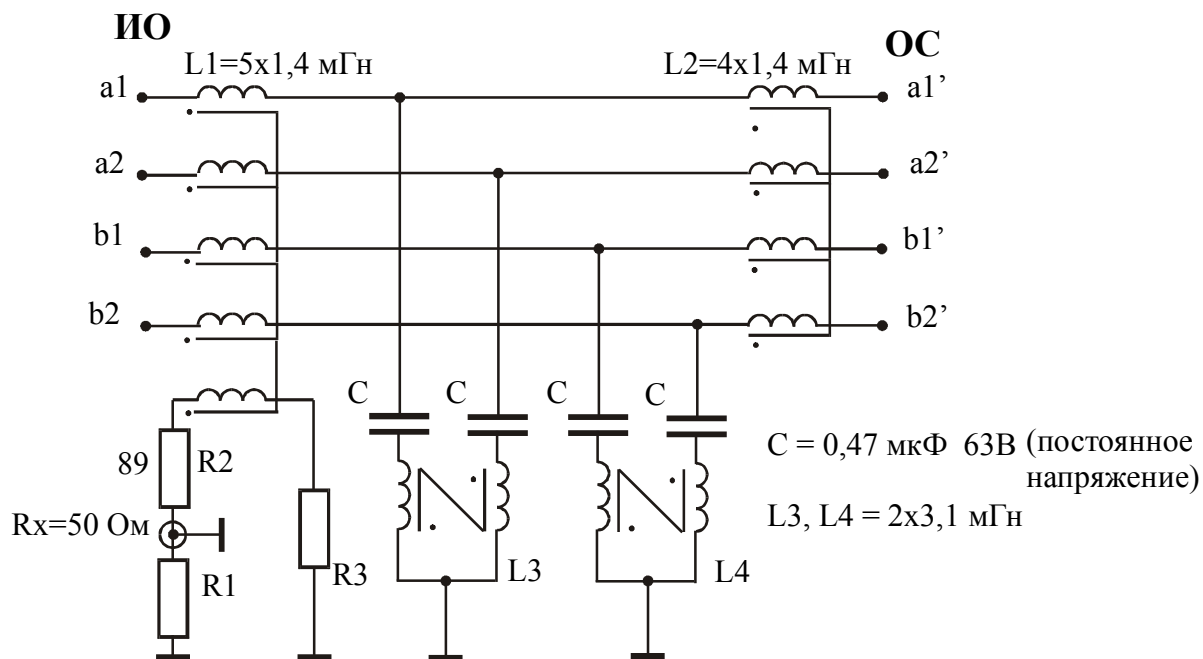 ИО
ОС
L1=5x1,4 мГн
L2=4x1,4 мГн
a1
a1’
a2
a2’
b1
b1’
b2
b2’
C
C
C
C
C = 0,47 мкФ 63В (постоянное
напряжение)
89
R2
Rx=50 Ом
L3, L4 = 2x3,1 мГн
R1
R3
L3
L4